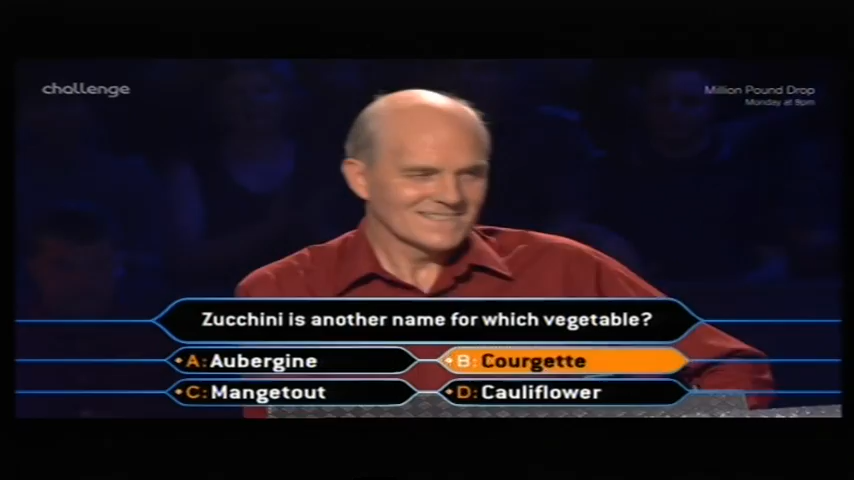 challenge
Million Pound Drop
Monday at 8pm
Zucchini is another name for which vegetable?
A: Aubergine
B: Courgette
C: Mangetout
D: Cauliflower